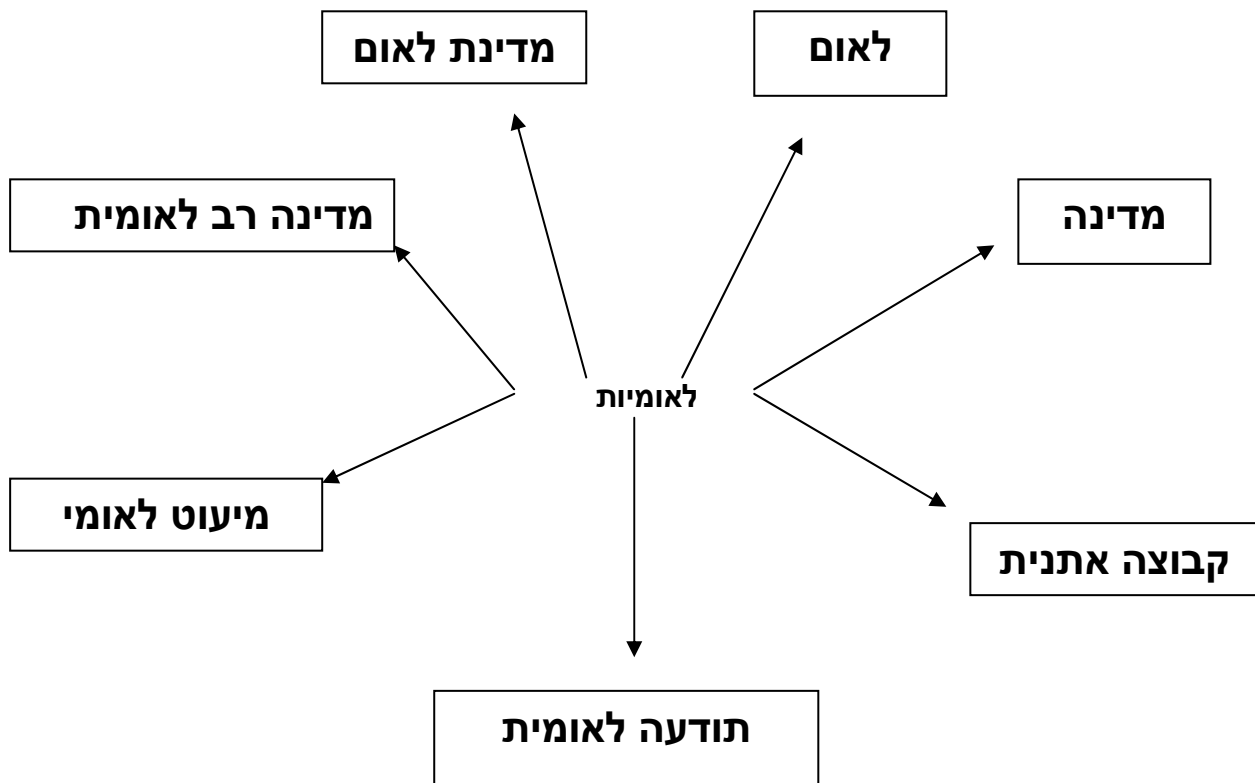 לאום
מדינת לאום
מדינה
מדינה רב לאומית
לאומיות
מיעוט לאומי
קבוצה אתנית
תודעה לאומית